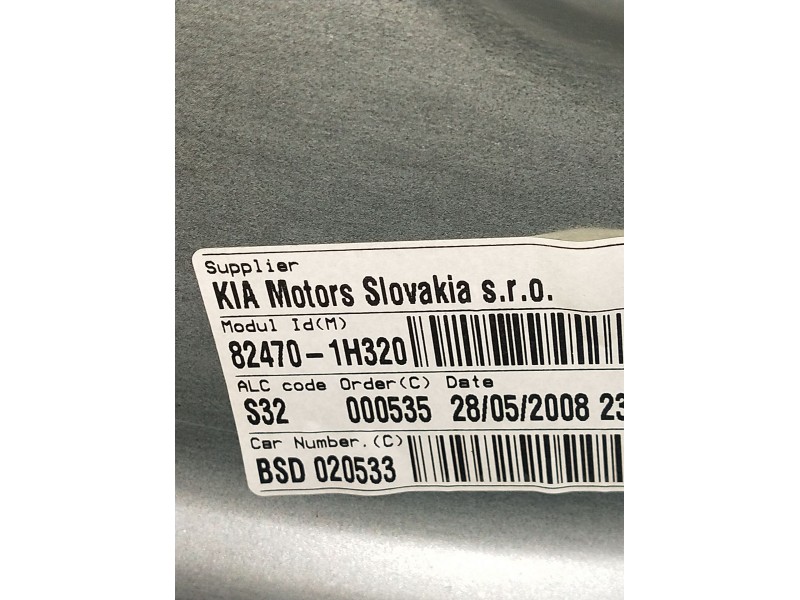 Supplier
KIA Motors Slovakia s.r.o.
Modul Id(M)
82470-1H320
ALC code Order(C) Date
S32 000535 28/05/2008 23
Car Number.(C)
BSD 020533